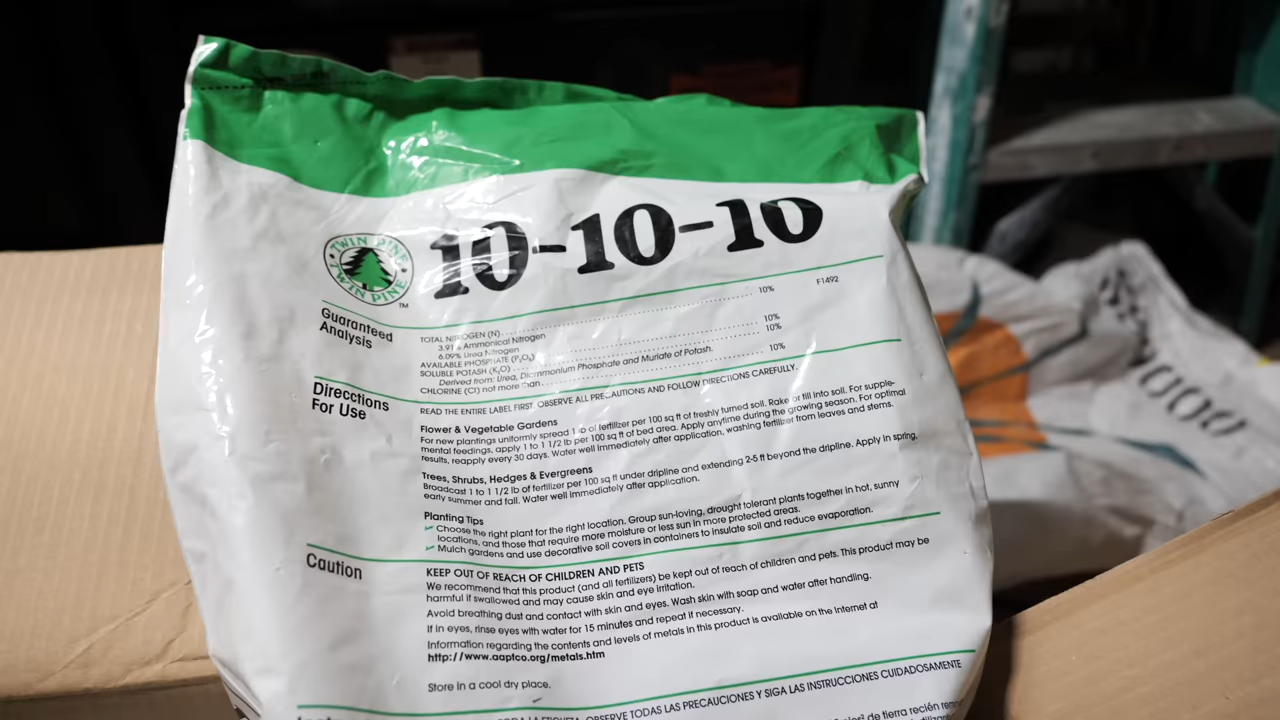 TWIN PINE
TWIN PINE
TM
10-10-10
F1492
Guaranteed
Analysis
TOTAL NITROGEN (N) 10%
3.91% Ammonical Nitrogen
6.09% Urea Nitrogen
AVAILABLE PHOSPHATE (P₂O₅) 10%
SOLUBLE POTASH (K₂O) 10%
Derived from: Urea, Diammonium Phosphate and Muriate of Potash.
CHLORINE (Cl) not more than 10%
Direcctions
For Use
READ THE ENTIRE LABEL FIRST. OBSERVE ALL PRECAUTIONS AND FOLLOW DIRECTIONS CAREFULLY.
Flower & Vegetable Gardens
For new plantings uniformly spread 1 lb of fertilizer per 100 sq ft of freshly turned soil. Rake or till into soil. For supple-
mental feedings, apply 1 to 1 1/2 lb per 100 sq ft of bed area. Apply anytime during the growing season. For optimal
results, reapply every 30 days. Water well immediately after application, washing fertilizer from leaves and stems.
Trees, Shrubs, Hedges & Evergreens
Broadcast 1 to 1 1/2 lb of fertilizer per 100 sq ft under dripline and extending 2-5 ft beyond the dripline. Apply in spring,
early summer and fall. Water well immediately after application.
Planting Tips
Choose the right plant for the right location. Group sun-loving, drought tolerant plants together in hot, sunny
locations, and those that require more moisture or less sun in more protected areas.
Mulch gardens and use decorative soil covers in containers to insulate soil and reduce evaporation.
Caution
KEEP OUT OF REACH OF CHILDREN AND PETS
We recommend that this product (and all fertilizers) be kept out of reach of children and pets. This product may be
harmful if swallowed and may cause skin and eye irritation.
Avoid breathing dust and contact with skin and eyes. Wash skin with soap and water after handling.
If in eyes, rinse eyes with water for 15 minutes and repeat if necessary.
Information regarding the contents and levels of metals in this product is available on the Internet at
http://www.aapfco.org/metals.htm
Store in a cool dry place.
LA ETIQUETA. OBSERVE TODAS LAS PRECAUCIONES Y SIGA LAS INSTRUCCIONES CUIDADOSAMENTE
de tierra recién